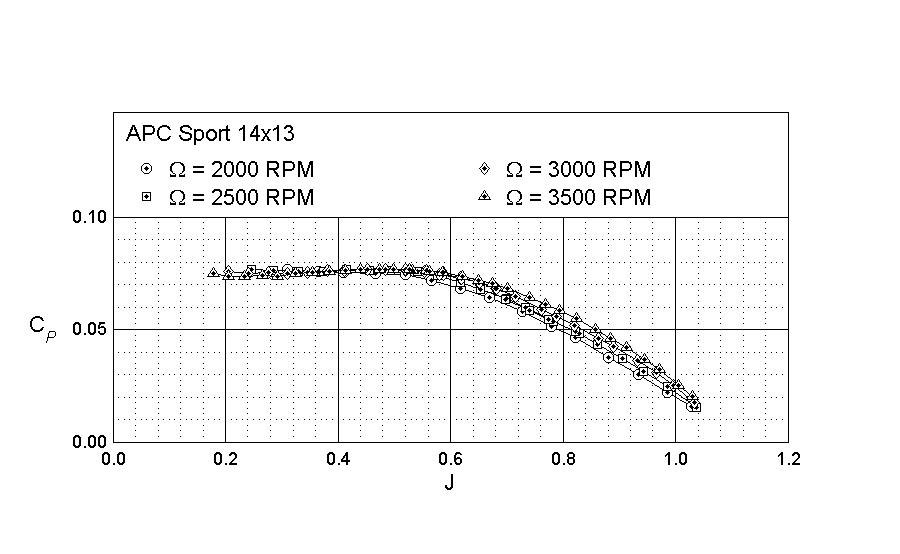 APC Sport 14x13
Ω = 2000 RPM
Ω = 3000 RPM
Ω = 2500 RPM
Ω = 3500 RPM
0.10
CP
0.05
0.00
0.0 0.2 0.4 0.6 0.8 1.0 1.2
J